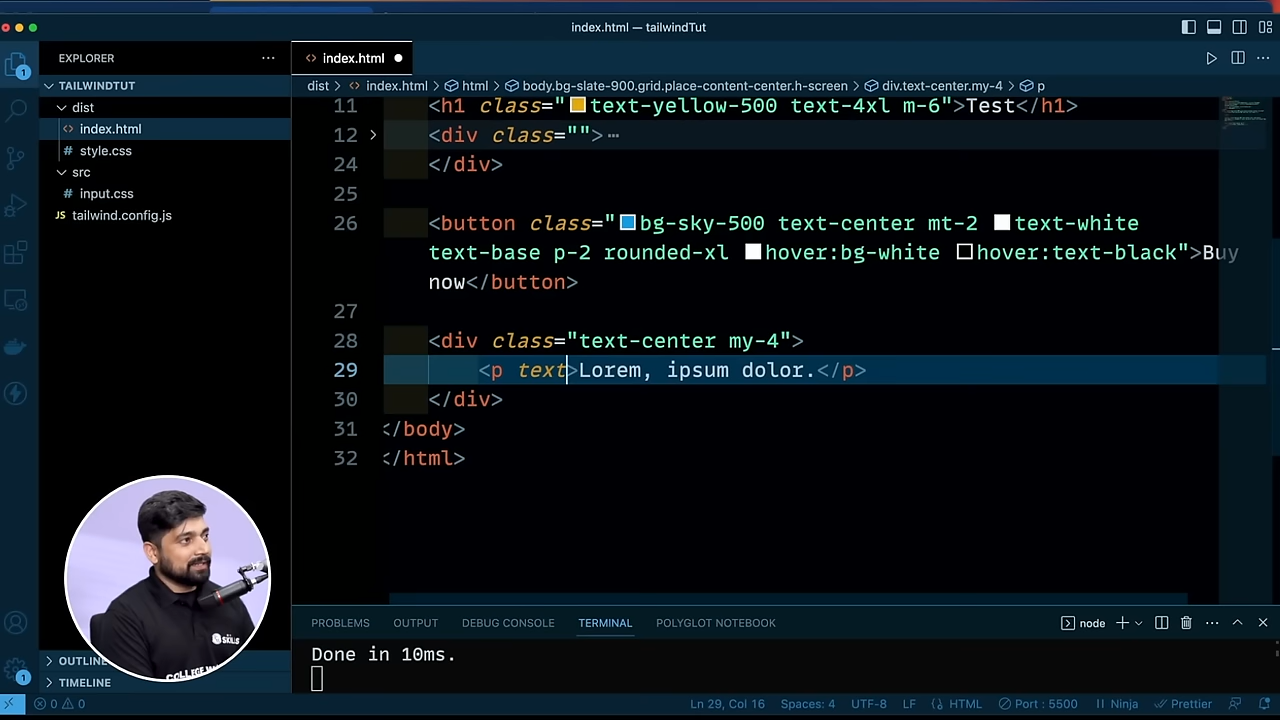 index.html — tailwindTut
EXPLORER
index.html
TAILWINDTUT
dist
index.html
style.css
src
input.css
JS tailwind.config.js
OUTLINE
TIMELINE
dist > index.html > html > body.bg-slate-900.grid.place-content-center.h-screen > div.text-center.my-4 > p
11 <h1 class="text-yellow-500 text-4xl m-6">Test</h1>
12 <div class="">…
24 </div>
25
26 <button class="bg-sky-500 text-center mt-2 text-white
text-base p-2 rounded-xl hover:bg-white hover:text-black">Buy
now</button>
27
28 <div class="text-center my-4">
29 <p text>Lorem, ipsum dolor.</p>
30 </div>
31 </body>
32 </html>
PROBLEMS OUTPUT DEBUG CONSOLE TERMINAL POLYGLOT NOTEBOOK
node
Done in 10ms.
SKILLS
0 0 Ln 29, Col 16 Spaces: 4 UTF-8 LF HTML Port : 5500 Ninja Prettier
1
1